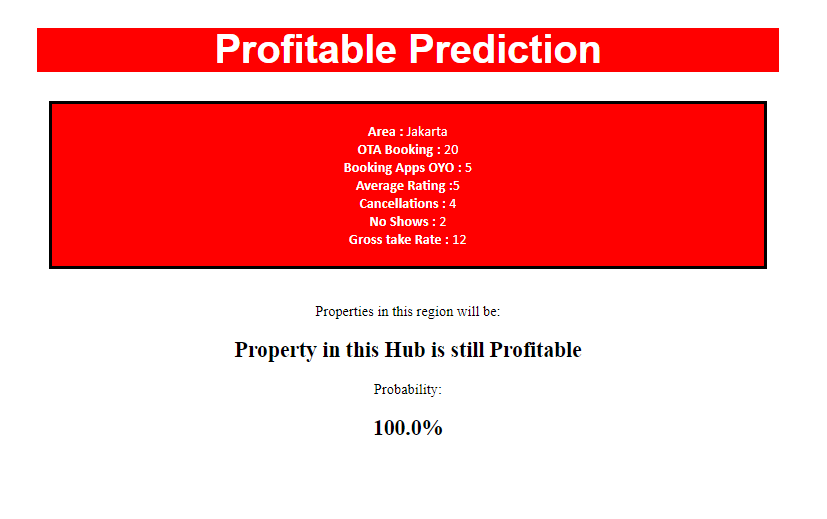 Profitable Prediction
Area : Jakarta
OTA Booking : 20
Booking Apps OYO : 5
Average Rating :5
Cancellations : 4
No Shows : 2
Gross take Rate : 12
Properties in this region will be:
Property in this Hub is still Profitable
Probability:
100.0%